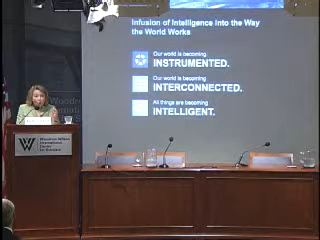 Infusion of Intelligence into the Way
the World Works
Our world is becoming
INSTRUMENTED.
Our world is becoming
INTERCONNECTED.
All things are becoming
INTELLIGENT.
Woodrow Wilson
International
Center
for Scholars